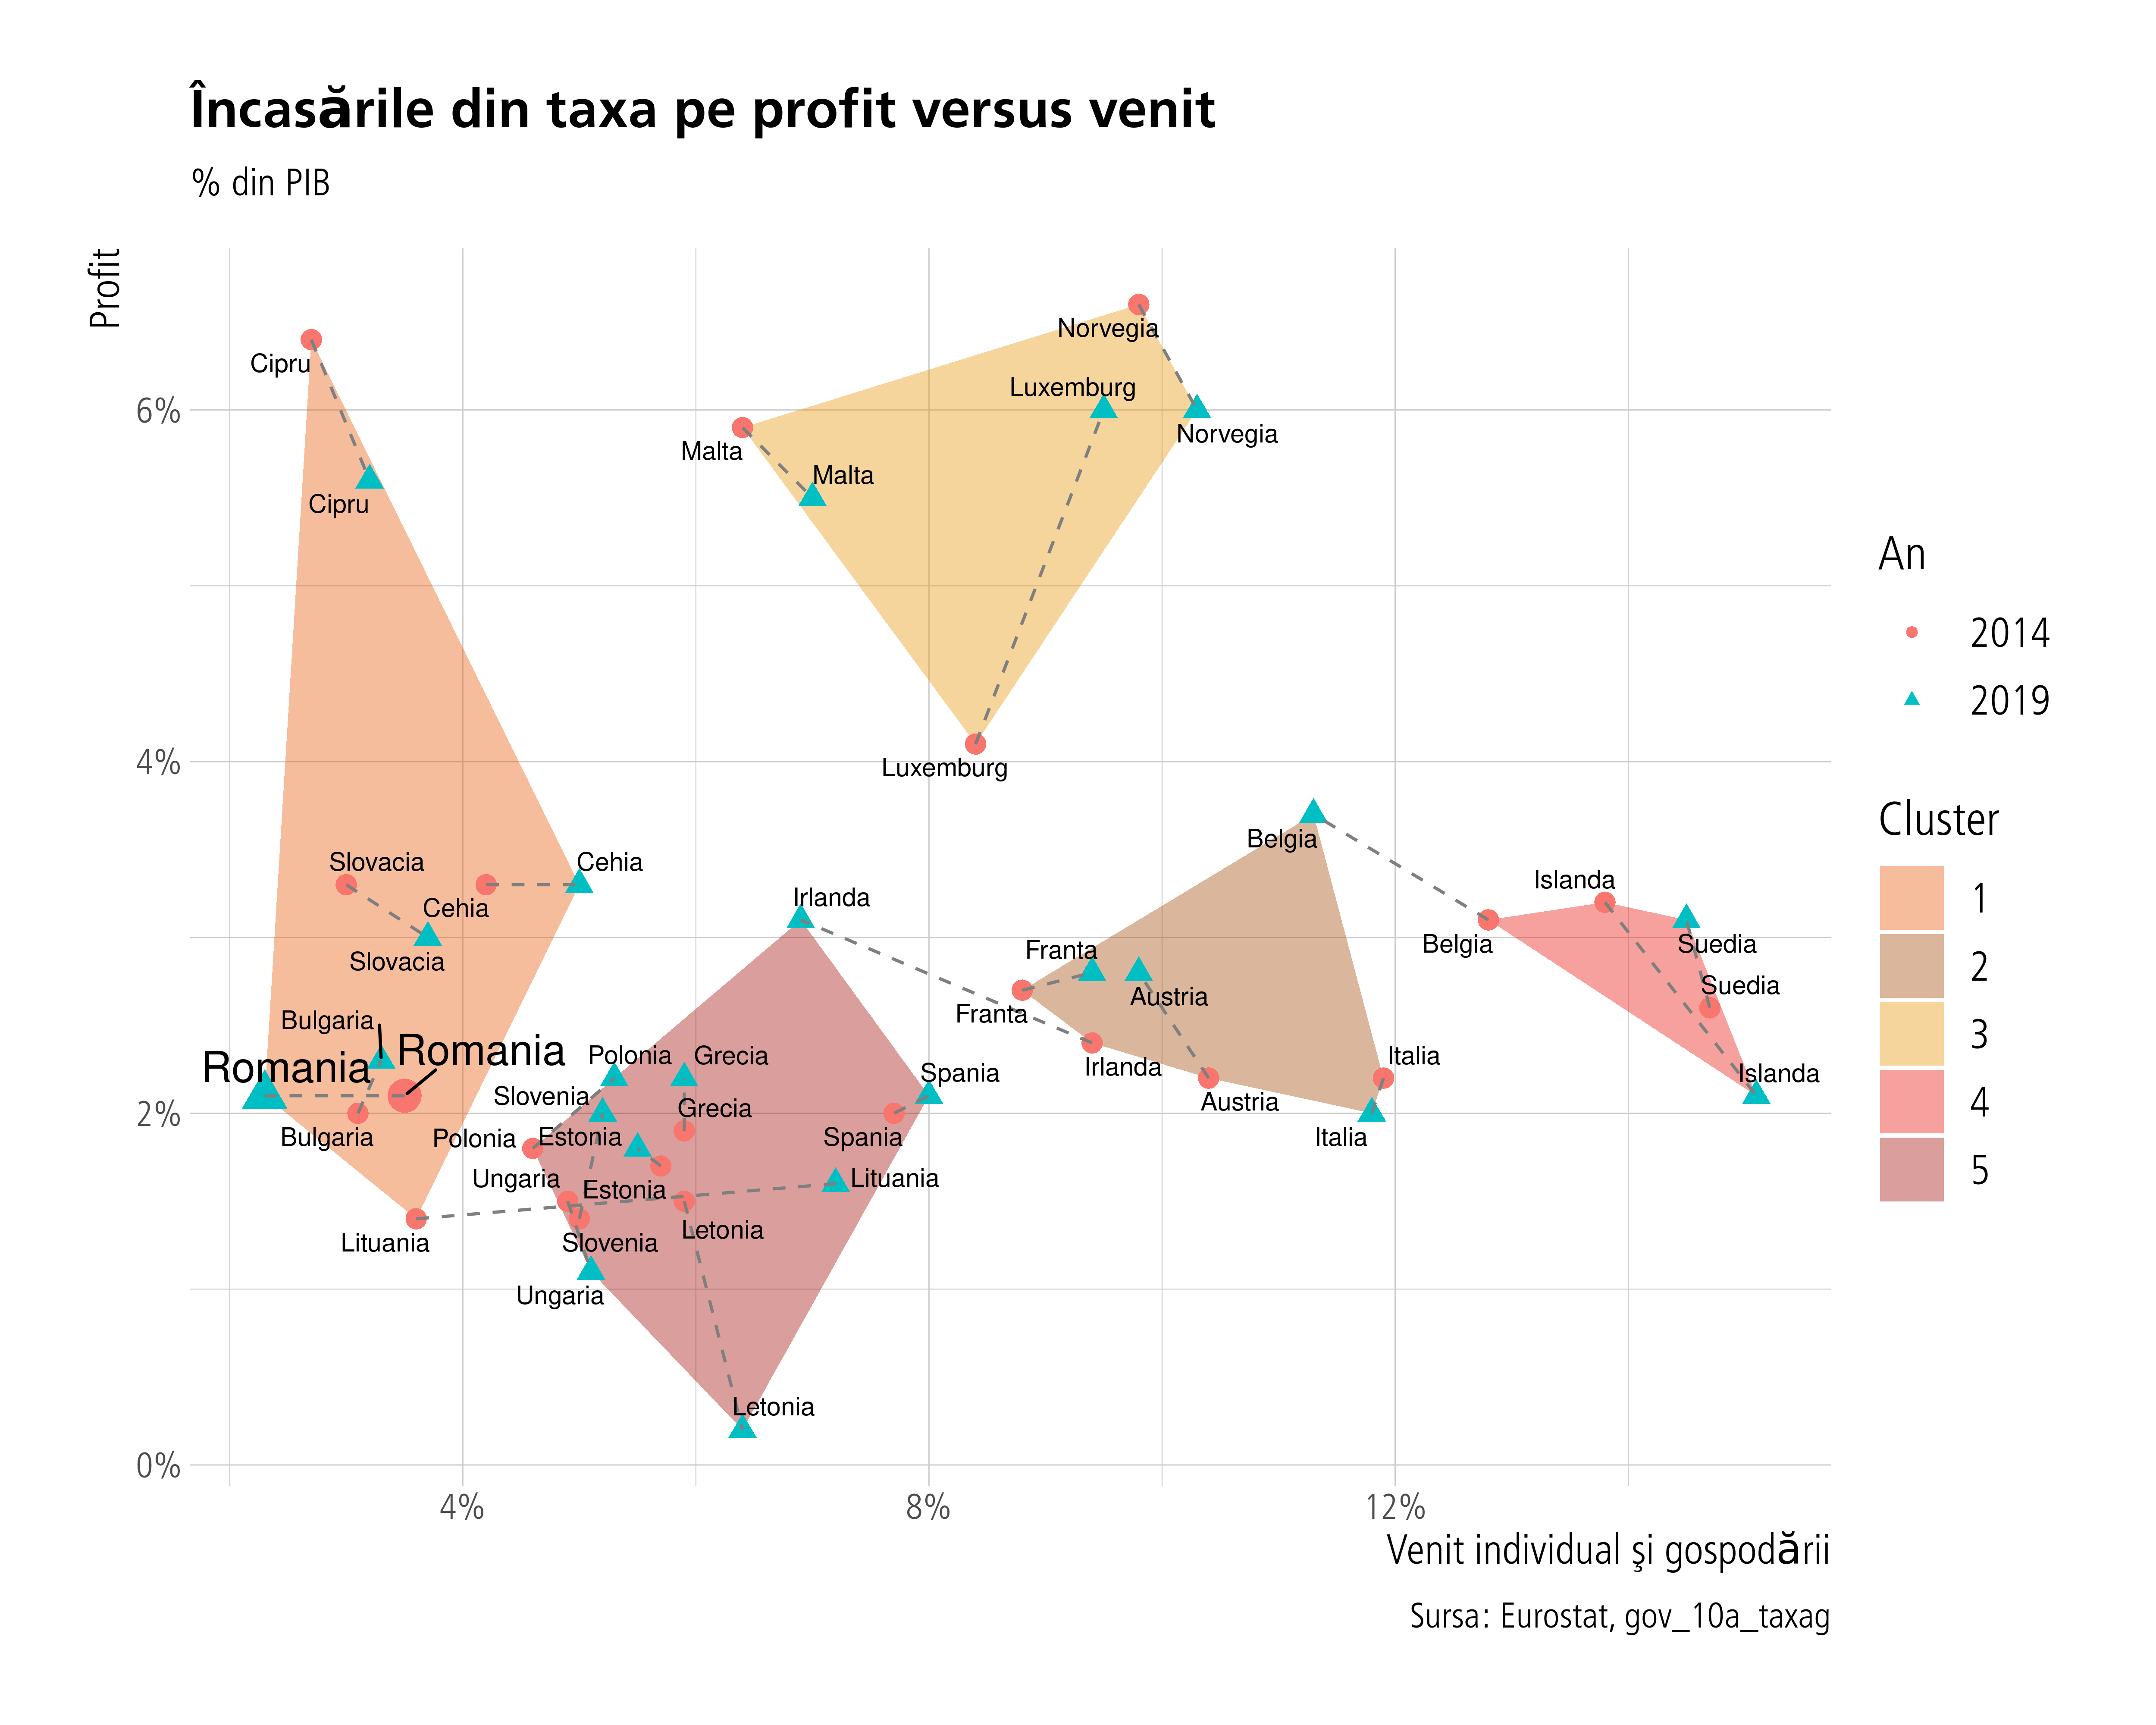 Încasările din taxa pe profit versus venit
% din PIB
Profit
Norvegia
Cipru
Luxemburg
6%
Norvegia
Malta
Malta
Cipru
An
2014
2019
4%
Luxemburg
Cluster
Belgia
Slovacia
Cehia
Islanda
1
Irlanda
Cehia
Belgia
Suedia
Franta
Slovacia
2
Suedia
Austria
Franta
Bulgaria
3
Romania
Romania
Polonia
Grecia
Irlanda
Italia
Spania
Islanda
Slovenia
Grecia
Austria
4
2%
Bulgaria
Polonia
Estonia
Spania
Italia
Ungaria
Estonia
Lituania
5
Letonia
Lituania
Slovenia
Ungaria
Letonia
0%
4%
8%
12%
Venit individual şi gospodării
Sursa: Eurostat, gov_10a_taxag